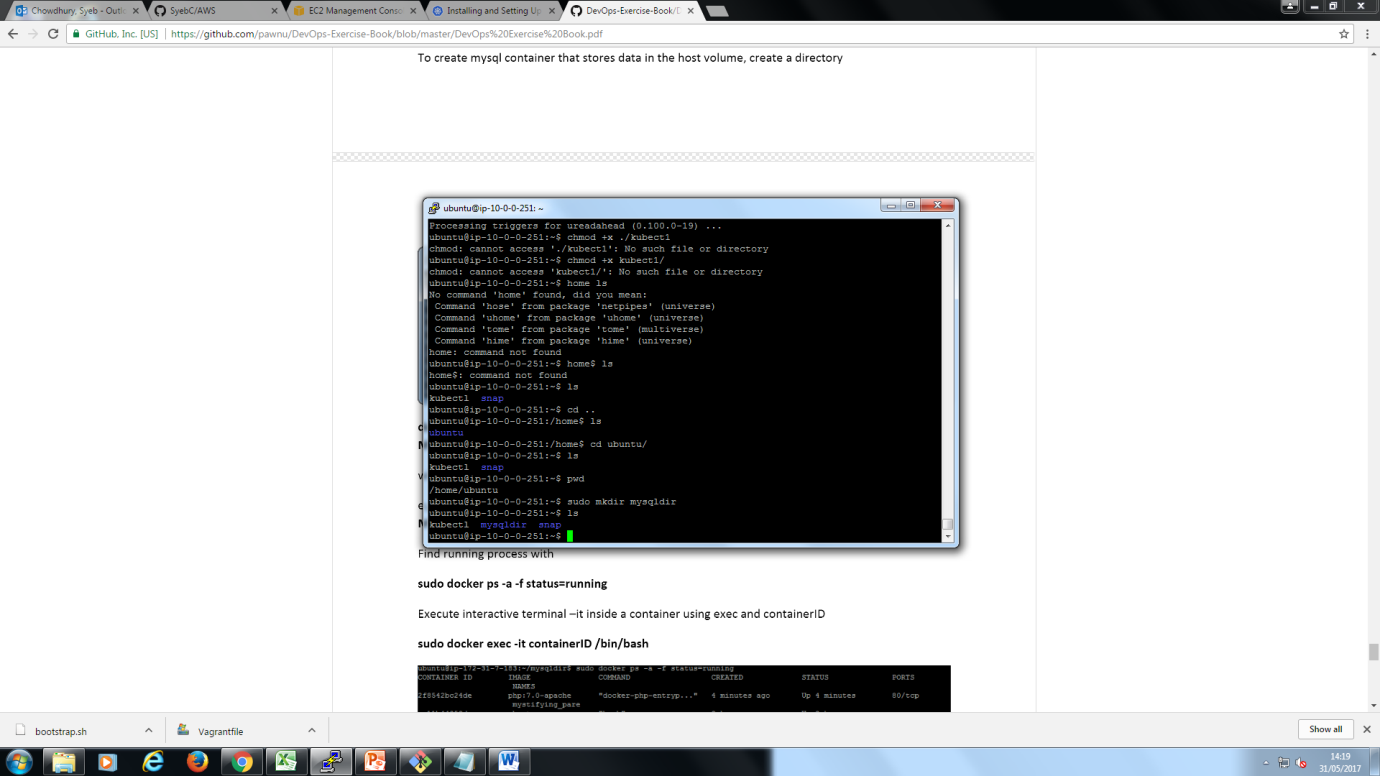 Chowdhury, Syeb - Outlo
SyebC/AWS
EC2 Management Conso
Installing and Setting Up
DevOps-Exercise-Book/D
GitHub, Inc. [US] https://github.com/pawnu/DevOps-Exercise-Book/blob/master/DevOps%20Exercise%20Book.pdf
To create mysql container that stores data in the host volume, create a directory
ubuntu@ip-10-0-0-251: ~
Processing triggers for ureadahead (0.100.0-19) ...
ubuntu@ip-10-0-0-251:~$ chmod +x ./kubect1
chmod: cannot access './kubect1': No such file or directory
ubuntu@ip-10-0-0-251:~$ chmod +x kubect1/
chmod: cannot access 'kubect1/': No such file or directory
ubuntu@ip-10-0-0-251:~$ home ls
No command 'home' found, did you mean:
Command 'hose' from package 'netpipes' (universe)
Command 'uhome' from package 'uhome' (universe)
Command 'tome' from package 'tome' (multiverse)
Command 'hime' from package 'hime' (universe)
home: command not found
ubuntu@ip-10-0-0-251:~$ home$ ls
home$: command not found
ubuntu@ip-10-0-0-251:~$ ls
kubectl snap
ubuntu@ip-10-0-0-251:~$ cd ..
ubuntu@ip-10-0-0-251:/home$ ls
ubuntu
ubuntu@ip-10-0-0-251:/home$ cd ubuntu/
ubuntu@ip-10-0-0-251:~$ ls
kubectl snap
ubuntu@ip-10-0-0-251:~$ pwd
/home/ubuntu
ubuntu@ip-10-0-0-251:~$ sudo mkdir mysqldir
ubuntu@ip-10-0-0-251:~$ ls
kubectl mysqldir snap
ubuntu@ip-10-0-0-251:~$
Find running process with
sudo docker ps -a -f status=running
Execute interactive terminal –it inside a container using exec and containerID
sudo docker exec -it containerID /bin/bash
ubuntu@ip-172-31-7-183:~/mysqldir$ sudo docker ps -a -f status=running
CONTAINER ID IMAGE COMMAND CREATED STATUS PORTS
NAMES
2f8542bc24de php:7.0-apache "docker-php-entryp..." 4 minutes ago Up 4 minutes 80/tcp
mystifying_pare
bootstrap.sh
Vagrantfile
Show all
14:19
31/05/2017